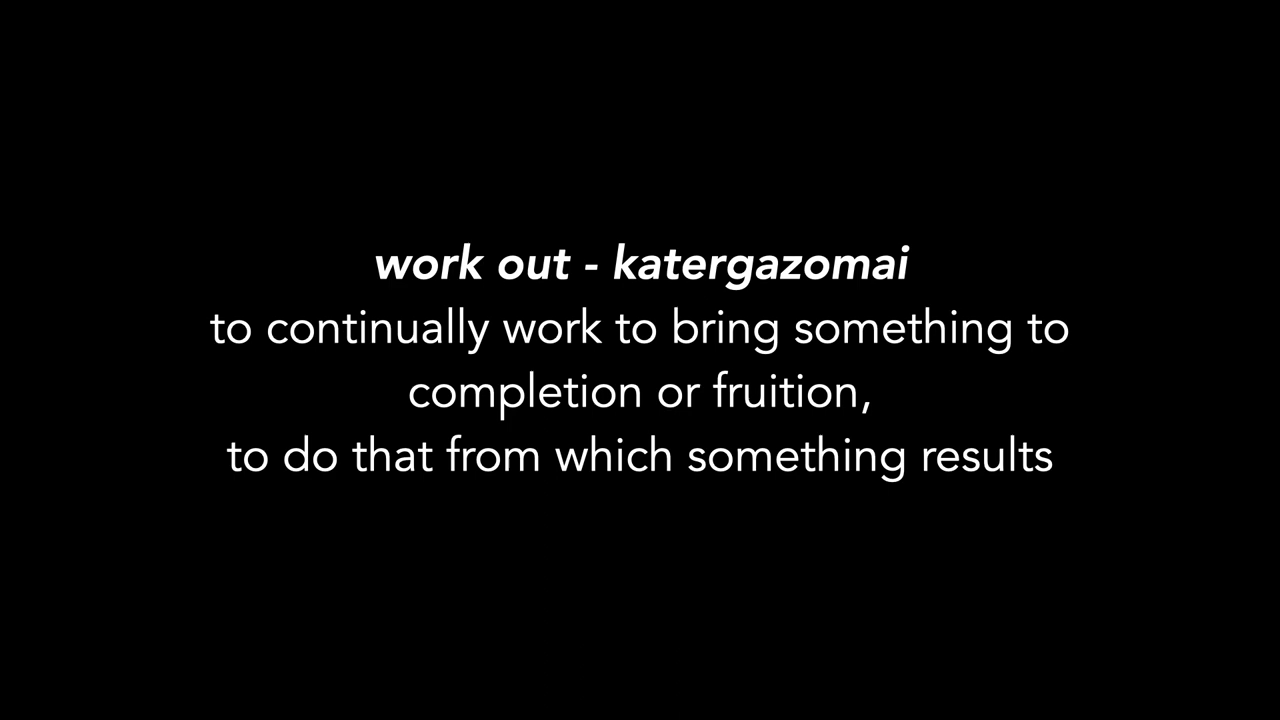 work out - katergazomai
to continually work to bring something to
completion or fruition,
to do that from which something results